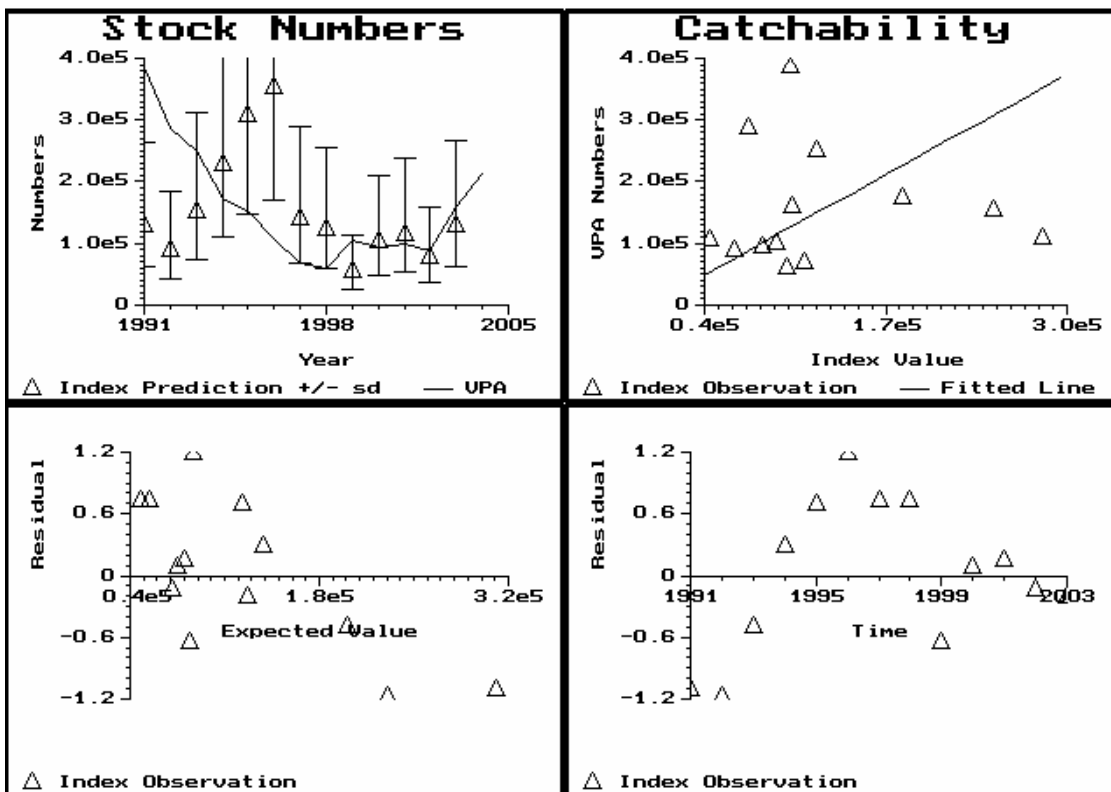 Stock Numbers
4.0e5
3.0e5
2.0e5
1.0e5
0
Numbers
1991 1998 2005
Year
△ Index Prediction +/- sd — VPA
Catchability
4.0e5
3.0e5
2.0e5
1.0e5
0
VPA Numbers
0.4e5 1.7e5 3.0e5
Index Value
△ Index Observation — Fitted Line
1.2
0.6
0
-0.6
-1.2
Residual
0.4e5 1.8e5 3.2e5
Expected Value
△ Index Observation
1.2
0.6
0
-0.6
-1.2
Residual
1991 1995 1999 2003
Time
△ Index Observation